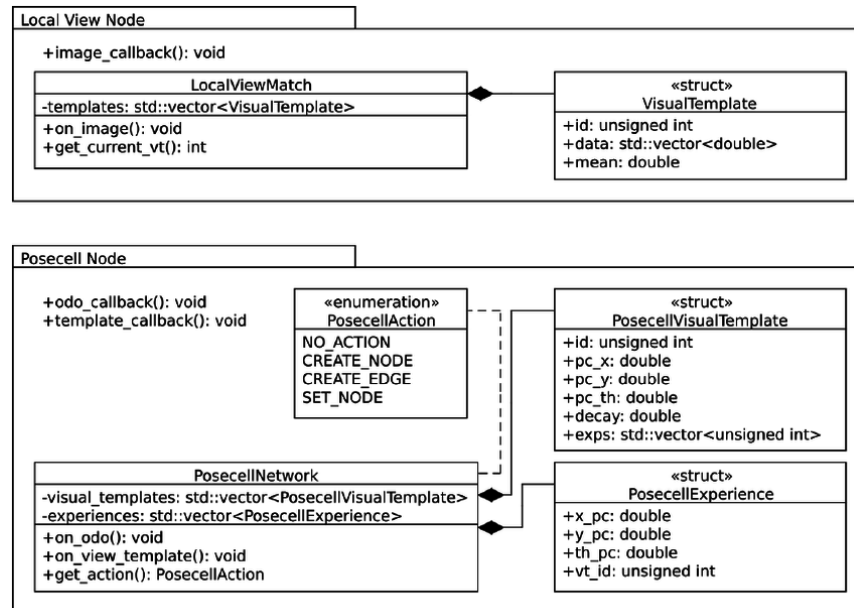 Local View Node
+image_callback(): void
LocalViewMatch
-templates: std::vector<VisualTemplate>
+on_image(): void
+get_current_vt(): int
«struct»
VisualTemplate
+id: unsigned int
+data: std::vector<double>
+mean: double
Posecell Node
+odo_callback(): void
+template_callback(): void
«enumeration»
PosecellAction
NO_ACTION
CREATE_NODE
CREATE_EDGE
SET_NODE
«struct»
PosecellVisualTemplate
+id: unsigned int
+pc_x: double
+pc_y: double
+pc_th: double
+decay: double
+exps: std::vector<unsigned int>
PosecellNetwork
-visual_templates: std::vector<PosecellVisualTemplate>
-experiences: std::vector<PosecellExperience>
+on_odo(): void
+on_view_template(): void
+get_action(): PosecellAction
«struct»
PosecellExperience
+x_pc: double
+y_pc: double
+th_pc: double
+vt_id: unsigned int